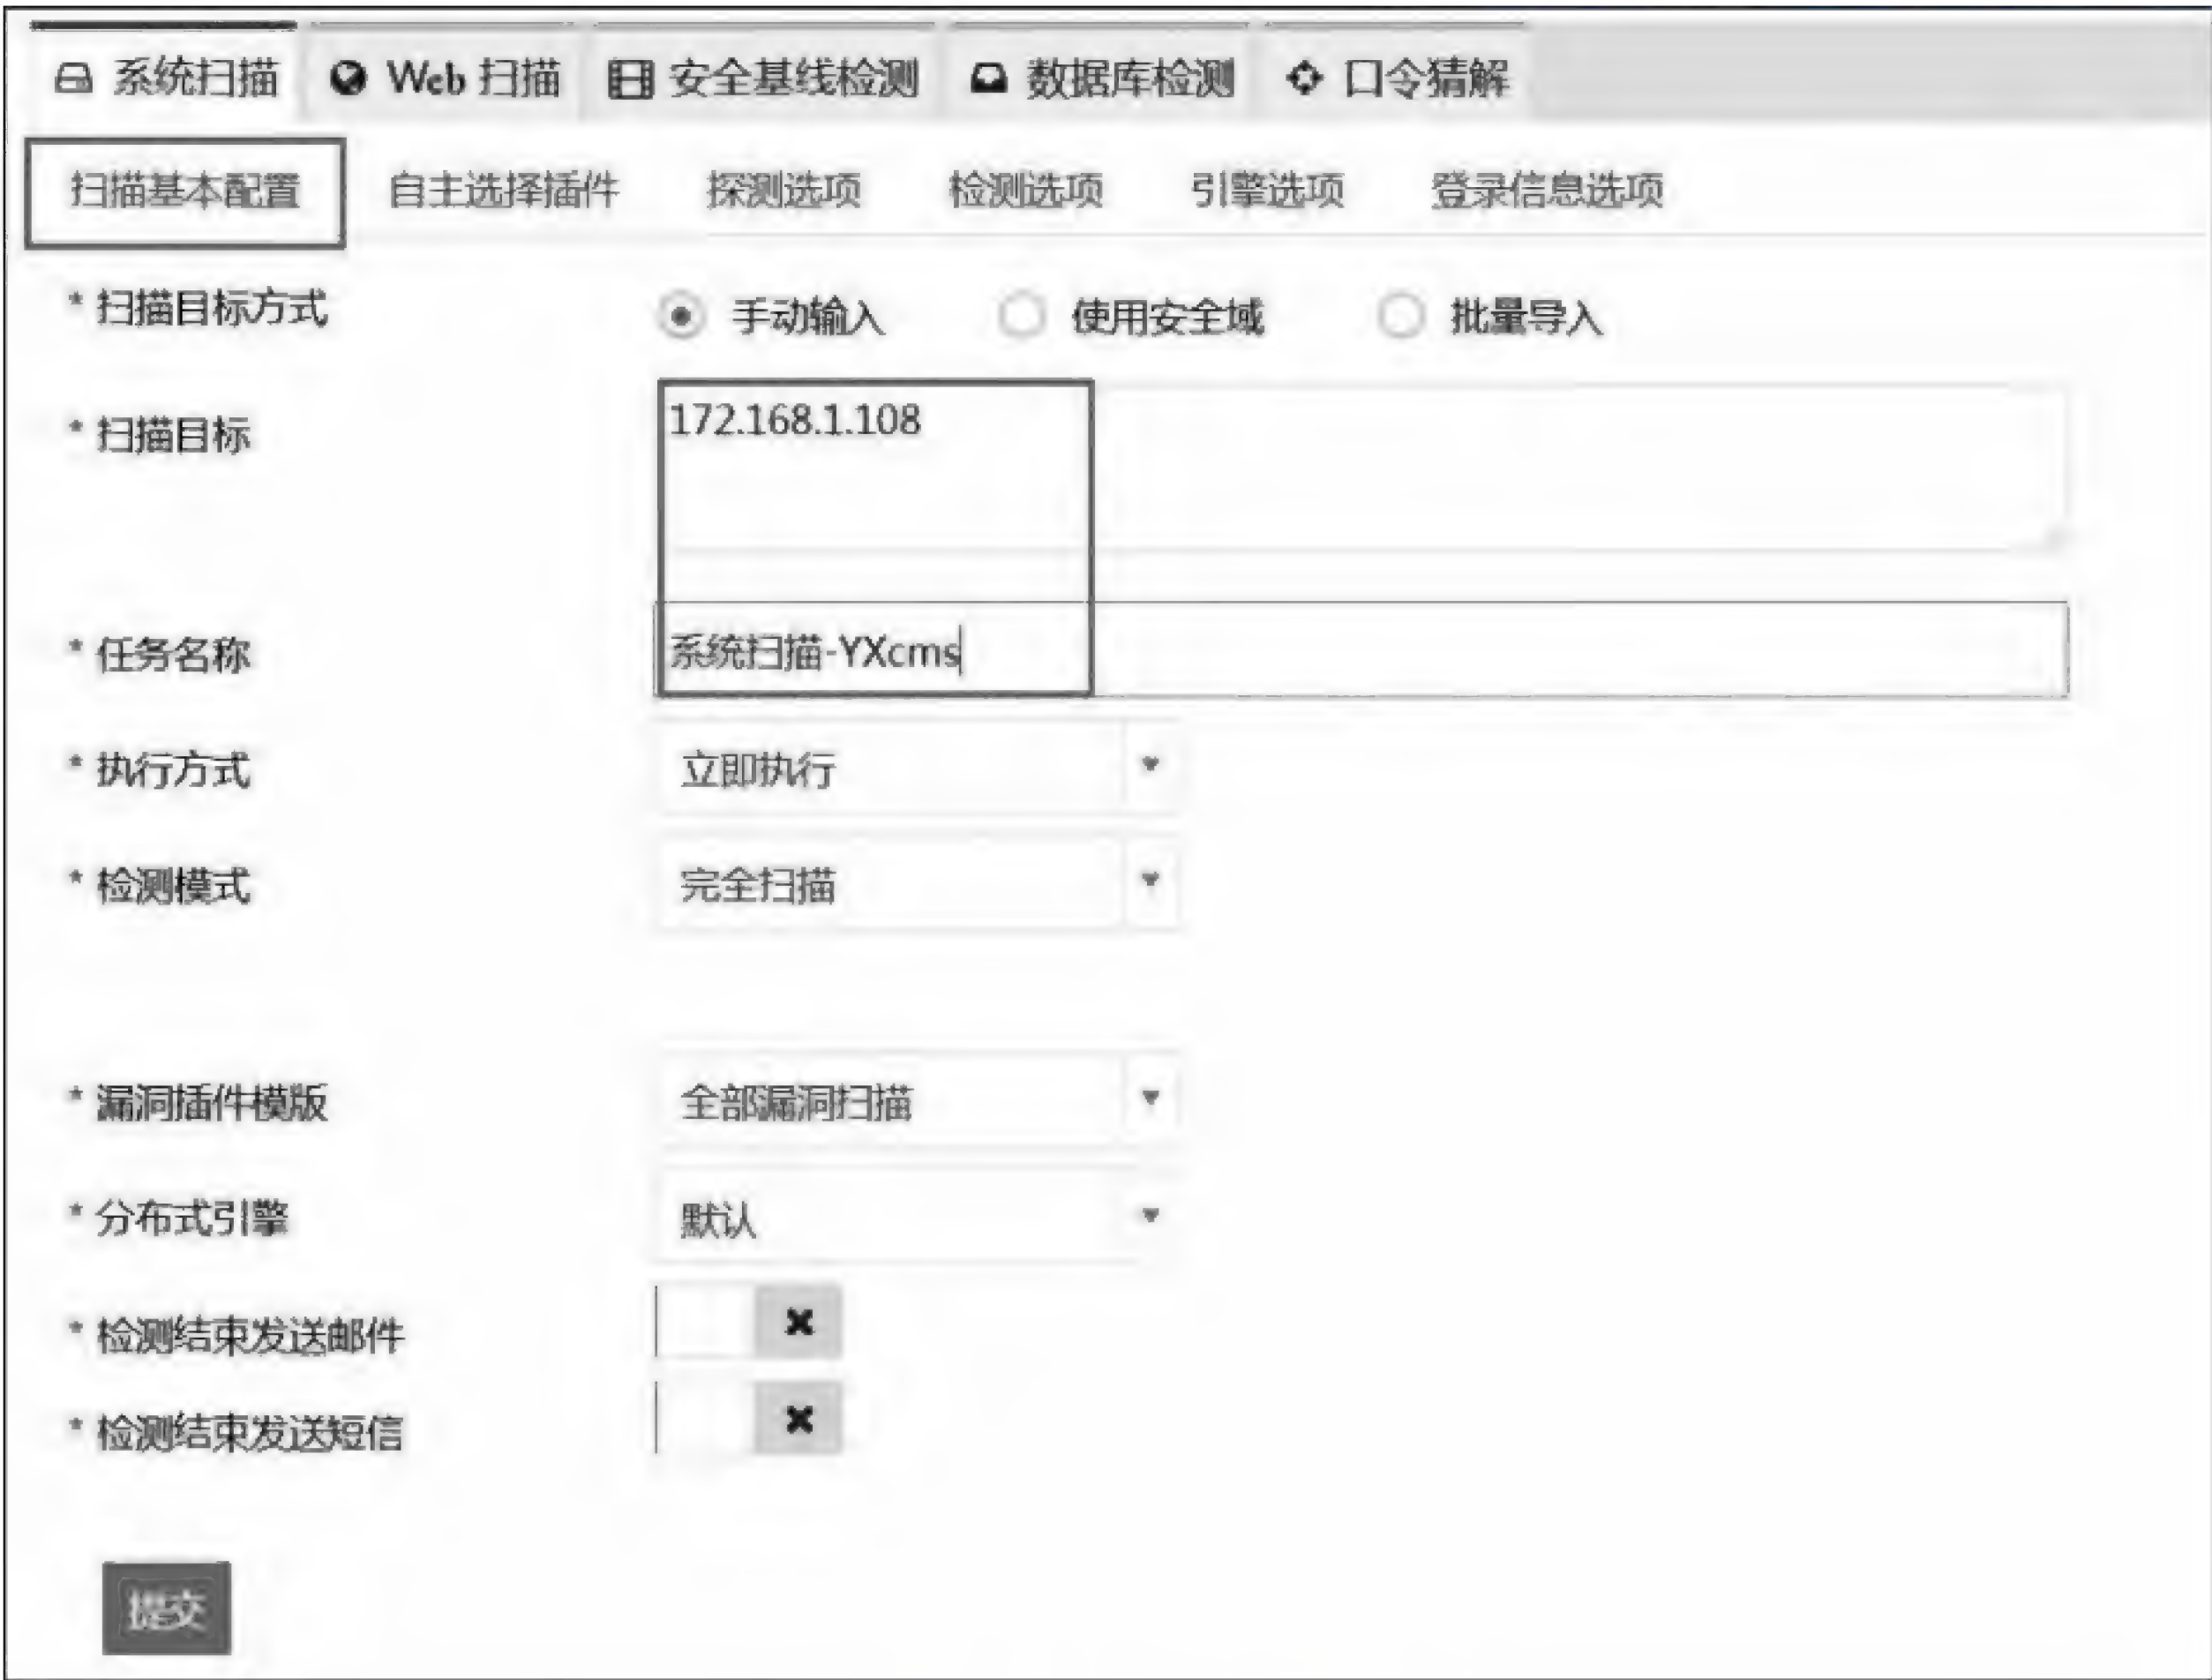 系统扫描 Web 扫描 安全基线检测 数据库检测 口令猜解
扫描基本配置 自主选择插件 探测选项 检测选项 引擎选项 登录信息选项
* 扫描目标方式 手动输入 使用安全域 批量导入
* 扫描目标 172.168.1.108
* 任务名称 系统扫描-YXcms
* 执行方式 立即执行
* 检测模式 完全扫描
* 漏洞插件模版 全部漏洞扫描
* 分布式引擎 默认
* 检测结束发送邮件
* 检测结束发送短信
提交